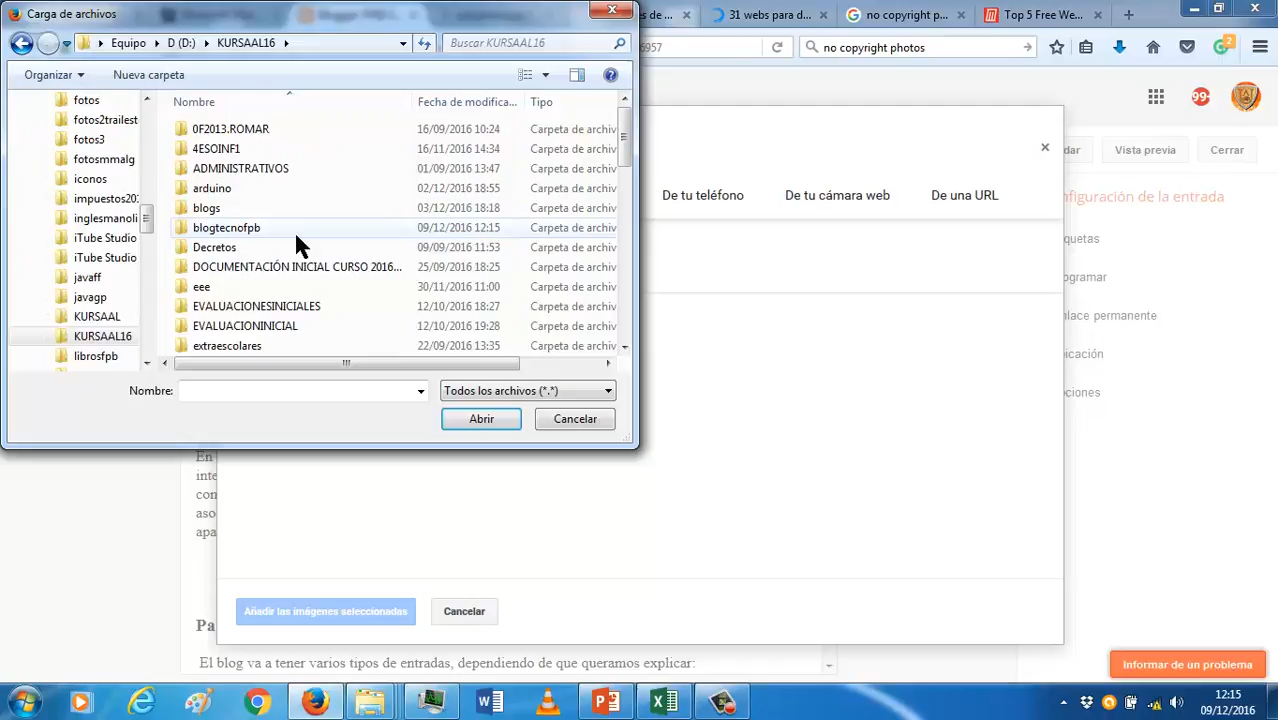 Carga de archivos
Equipo D (D:) KURSAAL16
Buscar KURSAAL16
31 webs para d...
no copyright p...
Top 5 Free We...
6957
no copyright photos
Organizar
Nueva carpeta
fotos
fotos2trailest
fotos3
fotosmmalg
iconos
impuestos20:
inglesmanoli
iTube Studio
iTube Studio
javaff
javagp
KURSAAL
KURSAAL16
librosfpb
Nombre Fecha de modifica... Tipo
0F2013.ROMAR 16/09/2016 10:24 Carpeta de archiv
4ESOINF1 16/11/2016 14:34 Carpeta de archiv
ADMINISTRATIVOS 01/09/2016 13:47 Carpeta de archiv
arduino 02/12/2016 18:55 Carpeta de archiv
blogs 03/12/2016 18:18 Carpeta de archiv
blogtecnofpb 09/12/2016 12:15 Carpeta de archiv
Decretos 09/09/2016 11:53 Carpeta de archiv
DOCUMENTACIÓN INICIAL CURSO 2016... 25/09/2016 18:25 Carpeta de archiv
eee 30/11/2016 11:00 Carpeta de archiv
EVALUACIONESINICIALES 12/10/2016 18:27 Carpeta de archiv
EVALUACIONINICIAL 12/10/2016 19:28 Carpeta de archiv
extraescolares 22/09/2016 13:35 Carpeta de archiv
Nombre:
Todos los archivos (*.*)
Abrir
Cancelar
2
99+
dar
Vista previa
Cerrar
De tu teléfono
De tu cámara web
De una URL
nfiguración de la entrada
quetas
ogramar
lace permanente
icación
ciones
En
inte
con
aso
apa
Añadir las imágenes seleccionadas
Cancelar
Pa
El blog va a tener varios tipos de entradas, dependiendo de que queramos explicar:
Informar de un problema
12:15
09/12/2016